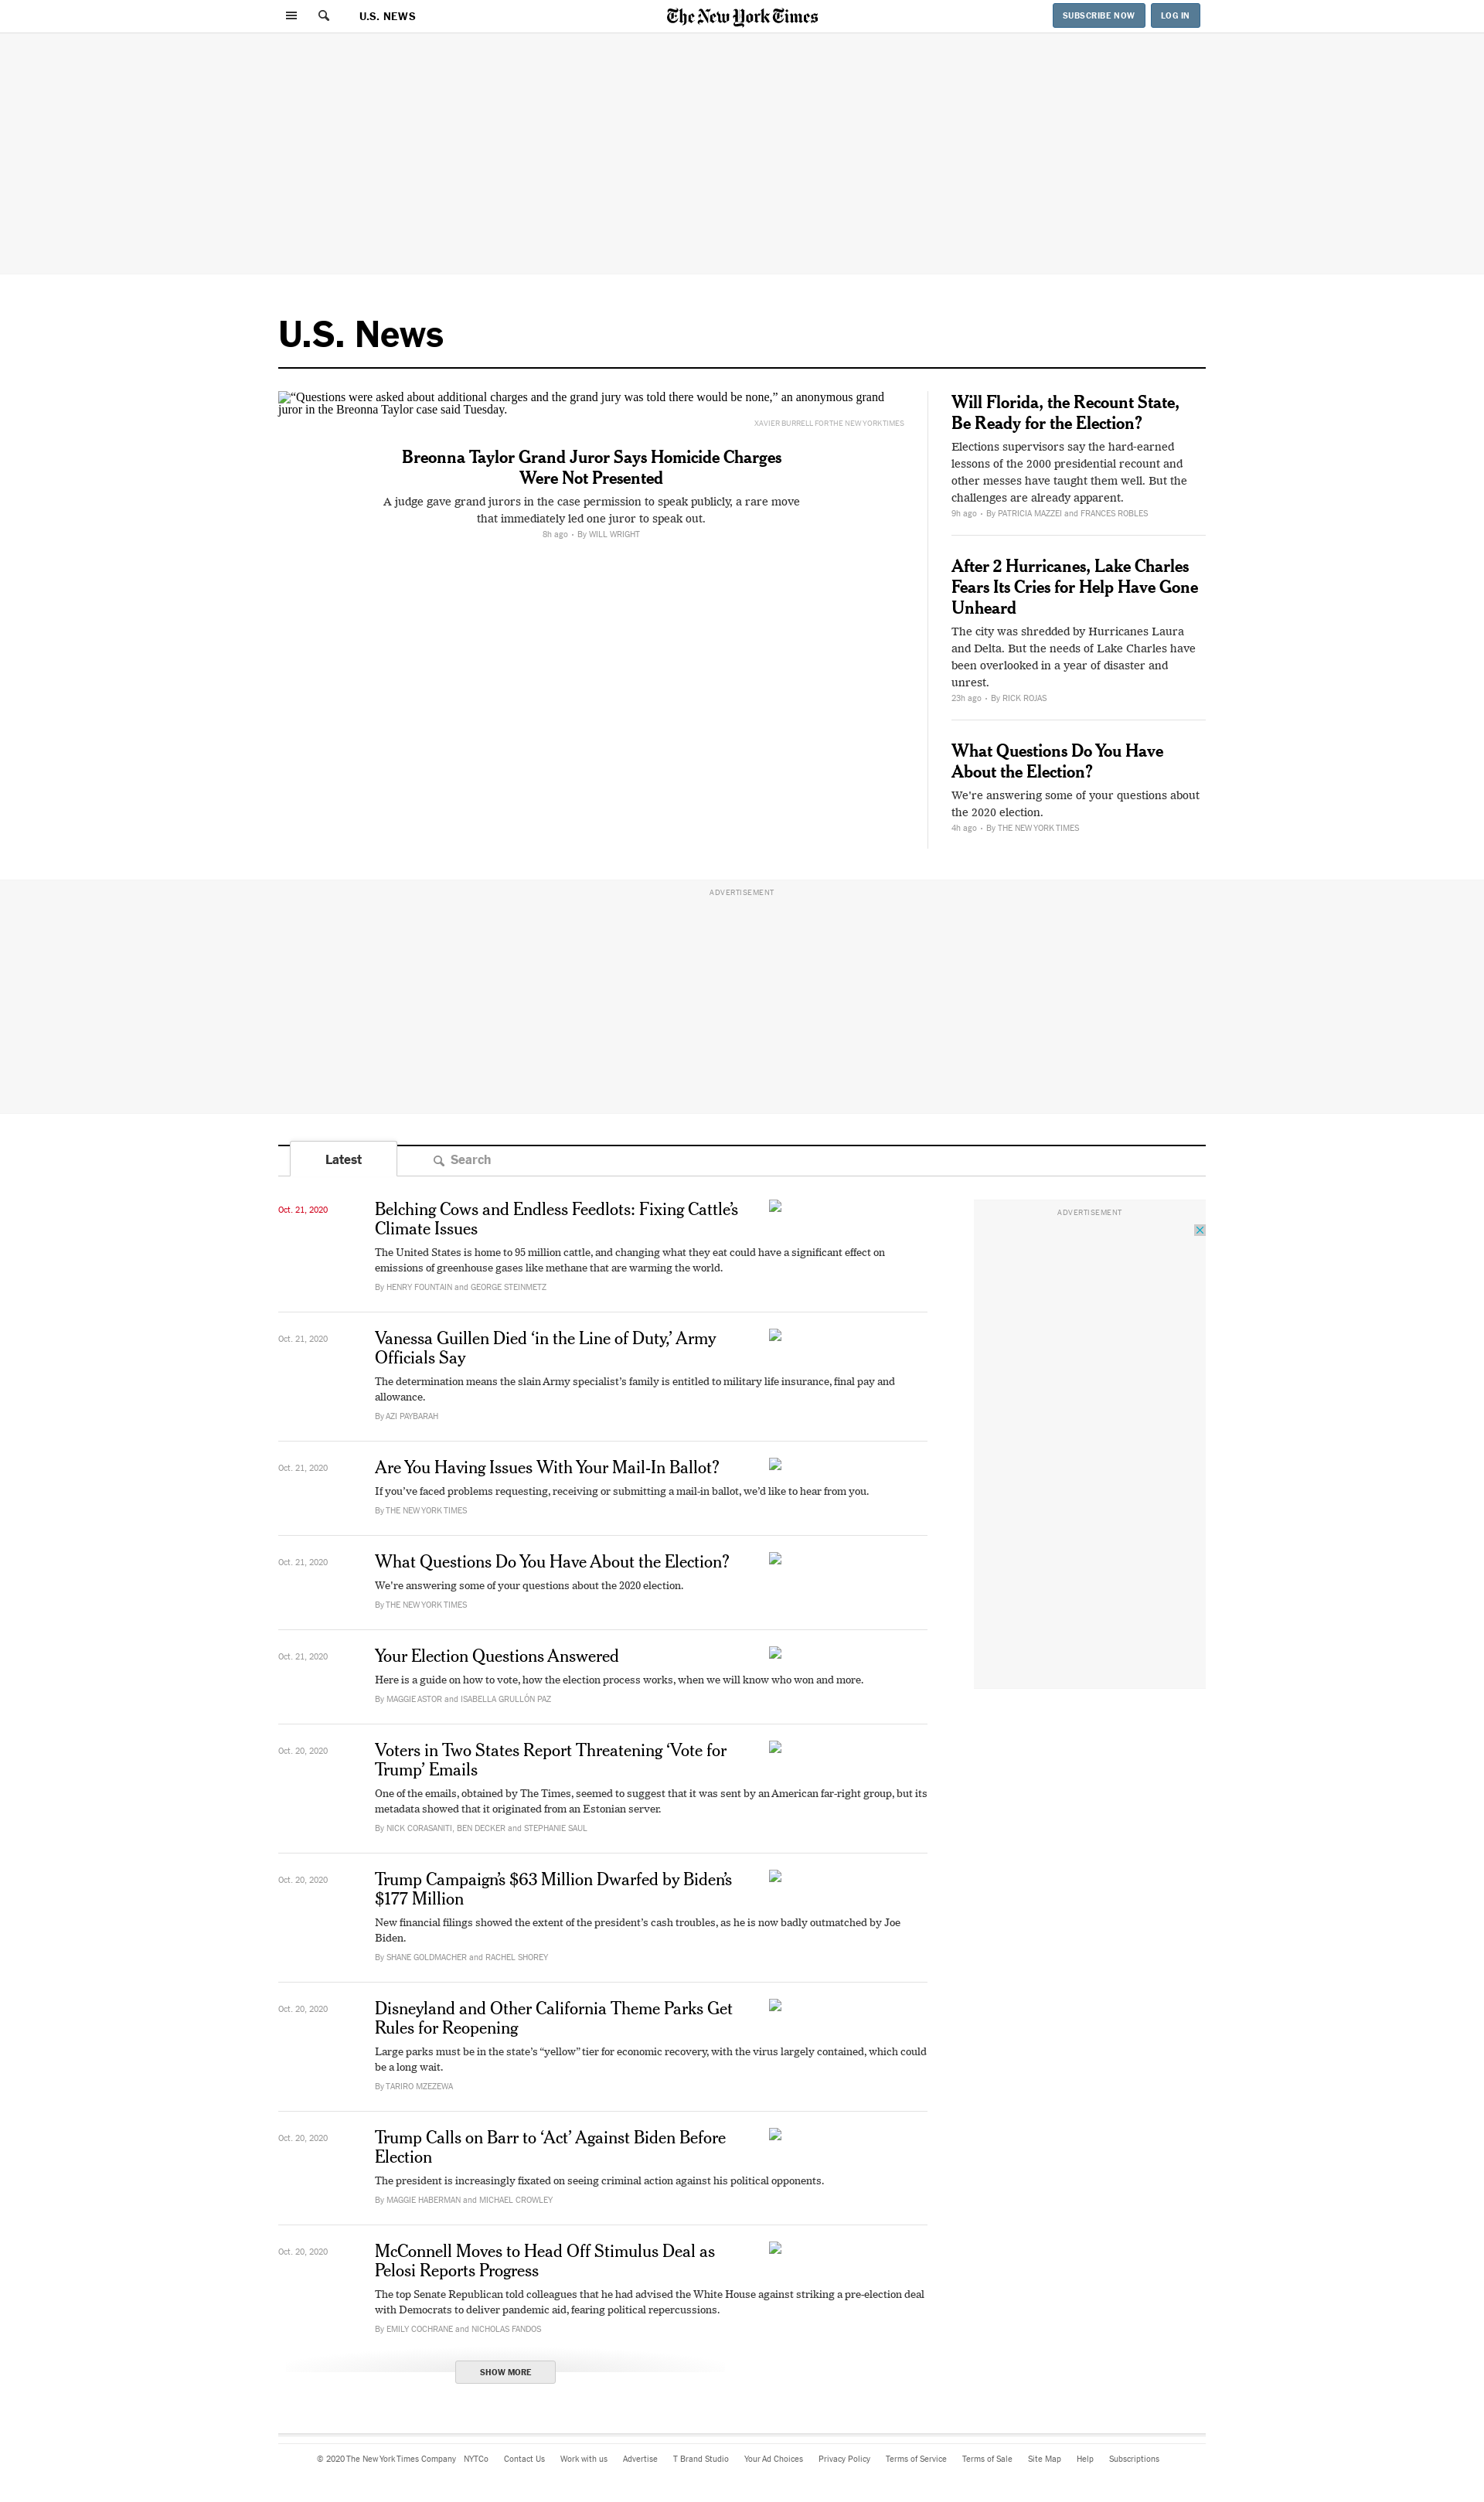 U.S. NEWS
The New York Times
SUBSCRIBE NOW
LOG IN
U.S. News
“Questions were asked about additional charges and the grand jury was told there would be none,” an anonymous grand
juror in the Breonna Taylor case said Tuesday.
XAVIER BURRELL FOR THE NEW YORK TIMES
Breonna Taylor Grand Juror Says Homicide Charges
Were Not Presented
A judge gave grand jurors in the case permission to speak publicly, a rare move
that immediately led one juror to speak out.
8h ago • By WILL WRIGHT
Will Florida, the Recount State,
Be Ready for the Election?
Elections supervisors say the hard-earned
lessons of the 2000 presidential recount and
other messes have taught them well. But the
challenges are already apparent.
9h ago • By PATRICIA MAZZEI and FRANCES ROBLES
After 2 Hurricanes, Lake Charles
Fears Its Cries for Help Have Gone
Unheard
The city was shredded by Hurricanes Laura
and Delta. But the needs of Lake Charles have
been overlooked in a year of disaster and
unrest.
23h ago • By RICK ROJAS
What Questions Do You Have
About the Election?
We're answering some of your questions about
the 2020 election.
4h ago • By THE NEW YORK TIMES
ADVERTISEMENT
Latest
Search
Oct. 21, 2020
Belching Cows and Endless Feedlots: Fixing Cattle’s
Climate Issues
The United States is home to 95 million cattle, and changing what they eat could have a significant effect on
emissions of greenhouse gases like methane that are warming the world.
By HENRY FOUNTAIN and GEORGE STEINMETZ
ADVERTISEMENT
Oct. 21, 2020
Vanessa Guillen Died ‘in the Line of Duty,’ Army
Officials Say
The determination means the slain Army specialist’s family is entitled to military life insurance, final pay and
allowance.
By AZI PAYBARAH
Oct. 21, 2020
Are You Having Issues With Your Mail-In Ballot?
If you’ve faced problems requesting, receiving or submitting a mail-in ballot, we’d like to hear from you.
By THE NEW YORK TIMES
Oct. 21, 2020
What Questions Do You Have About the Election?
We're answering some of your questions about the 2020 election.
By THE NEW YORK TIMES
Oct. 21, 2020
Your Election Questions Answered
Here is a guide on how to vote, how the election process works, when we will know who won and more.
By MAGGIE ASTOR and ISABELLA GRULLÓN PAZ
Oct. 20, 2020
Voters in Two States Report Threatening ‘Vote for
Trump’ Emails
One of the emails, obtained by The Times, seemed to suggest that it was sent by an American far-right group, but its
metadata showed that it originated from an Estonian server.
By NICK CORASANITI, BEN DECKER and STEPHANIE SAUL
Oct. 20, 2020
Trump Campaign’s $63 Million Dwarfed by Biden’s
$177 Million
New financial filings showed the extent of the president’s cash troubles, as he is now badly outmatched by Joe
Biden.
By SHANE GOLDMACHER and RACHEL SHOREY
Oct. 20, 2020
Disneyland and Other California Theme Parks Get
Rules for Reopening
Large parks must be in the state’s “yellow” tier for economic recovery, with the virus largely contained, which could
be a long wait.
By TARIRO MZEZEWA
Oct. 20, 2020
Trump Calls on Barr to ‘Act’ Against Biden Before
Election
The president is increasingly fixated on seeing criminal action against his political opponents.
By MAGGIE HABERMAN and MICHAEL CROWLEY
Oct. 20, 2020
McConnell Moves to Head Off Stimulus Deal as
Pelosi Reports Progress
The top Senate Republican told colleagues that he had advised the White House against striking a pre-election deal
with Democrats to deliver pandemic aid, fearing political repercussions.
By EMILY COCHRANE and NICHOLAS FANDOS
SHOW MORE
© 2020 The New York Times Company NYTCo Contact Us Work with us Advertise T Brand Studio Your Ad Choices Privacy Policy Terms of Service Terms of Sale Site Map Help Subscriptions